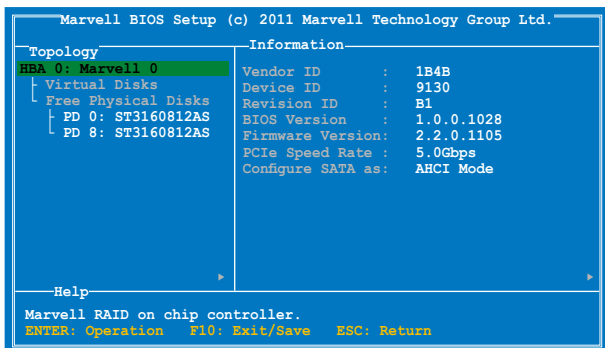 Marvell BIOS Setup (c) 2011 Marvell Technology Group Ltd.
Topology
HBA 0: Marvell 0
Virtual Disks
Free Physical Disks
PD 0: ST3160812AS
PD 8: ST3160812AS
Information
Vendor ID : 1B4B
Device ID : 9130
Revision ID : B1
BIOS Version : 1.0.0.1028
Firmware Version: 2.2.0.1105
PCIe Speed Rate : 5.0Gbps
Configure SATA as: AHCI Mode
Help
Marvell RAID on chip controller.
ENTER: Operation F10: Exit/Save ESC: Return